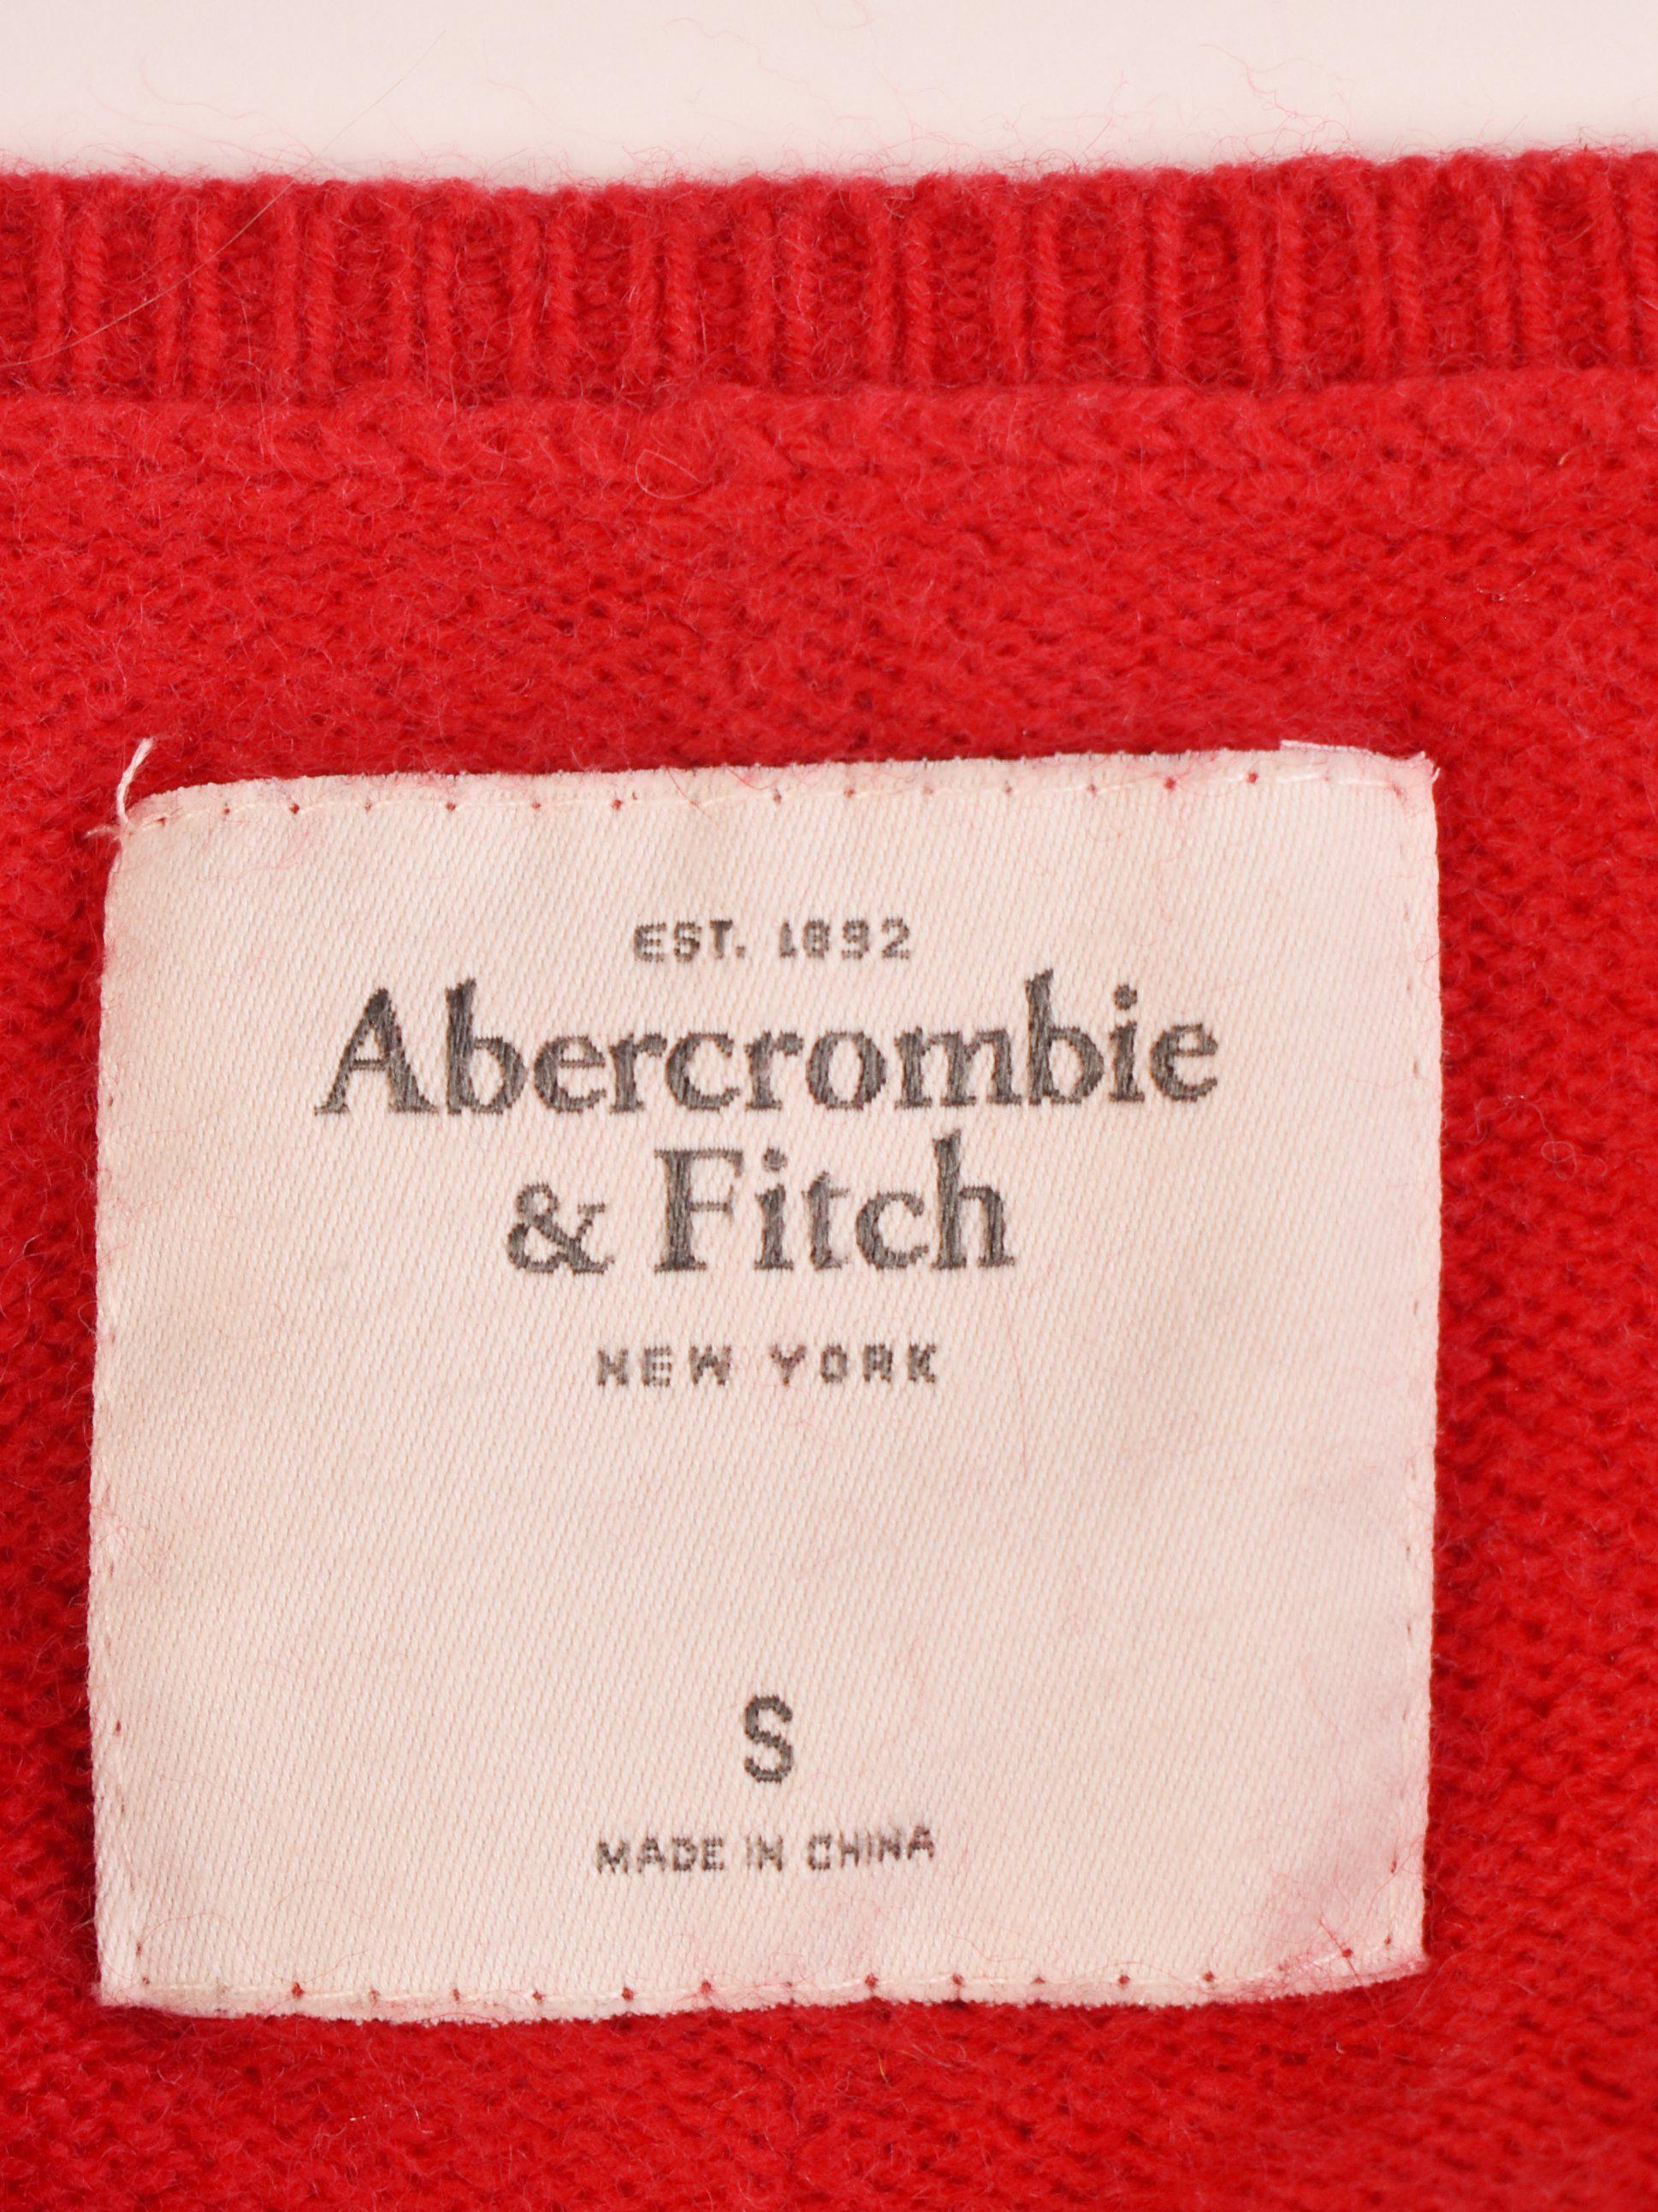 EST. 1892
Abercrombie
& Fitch
NEW YORK
S
MADE IN CHINA